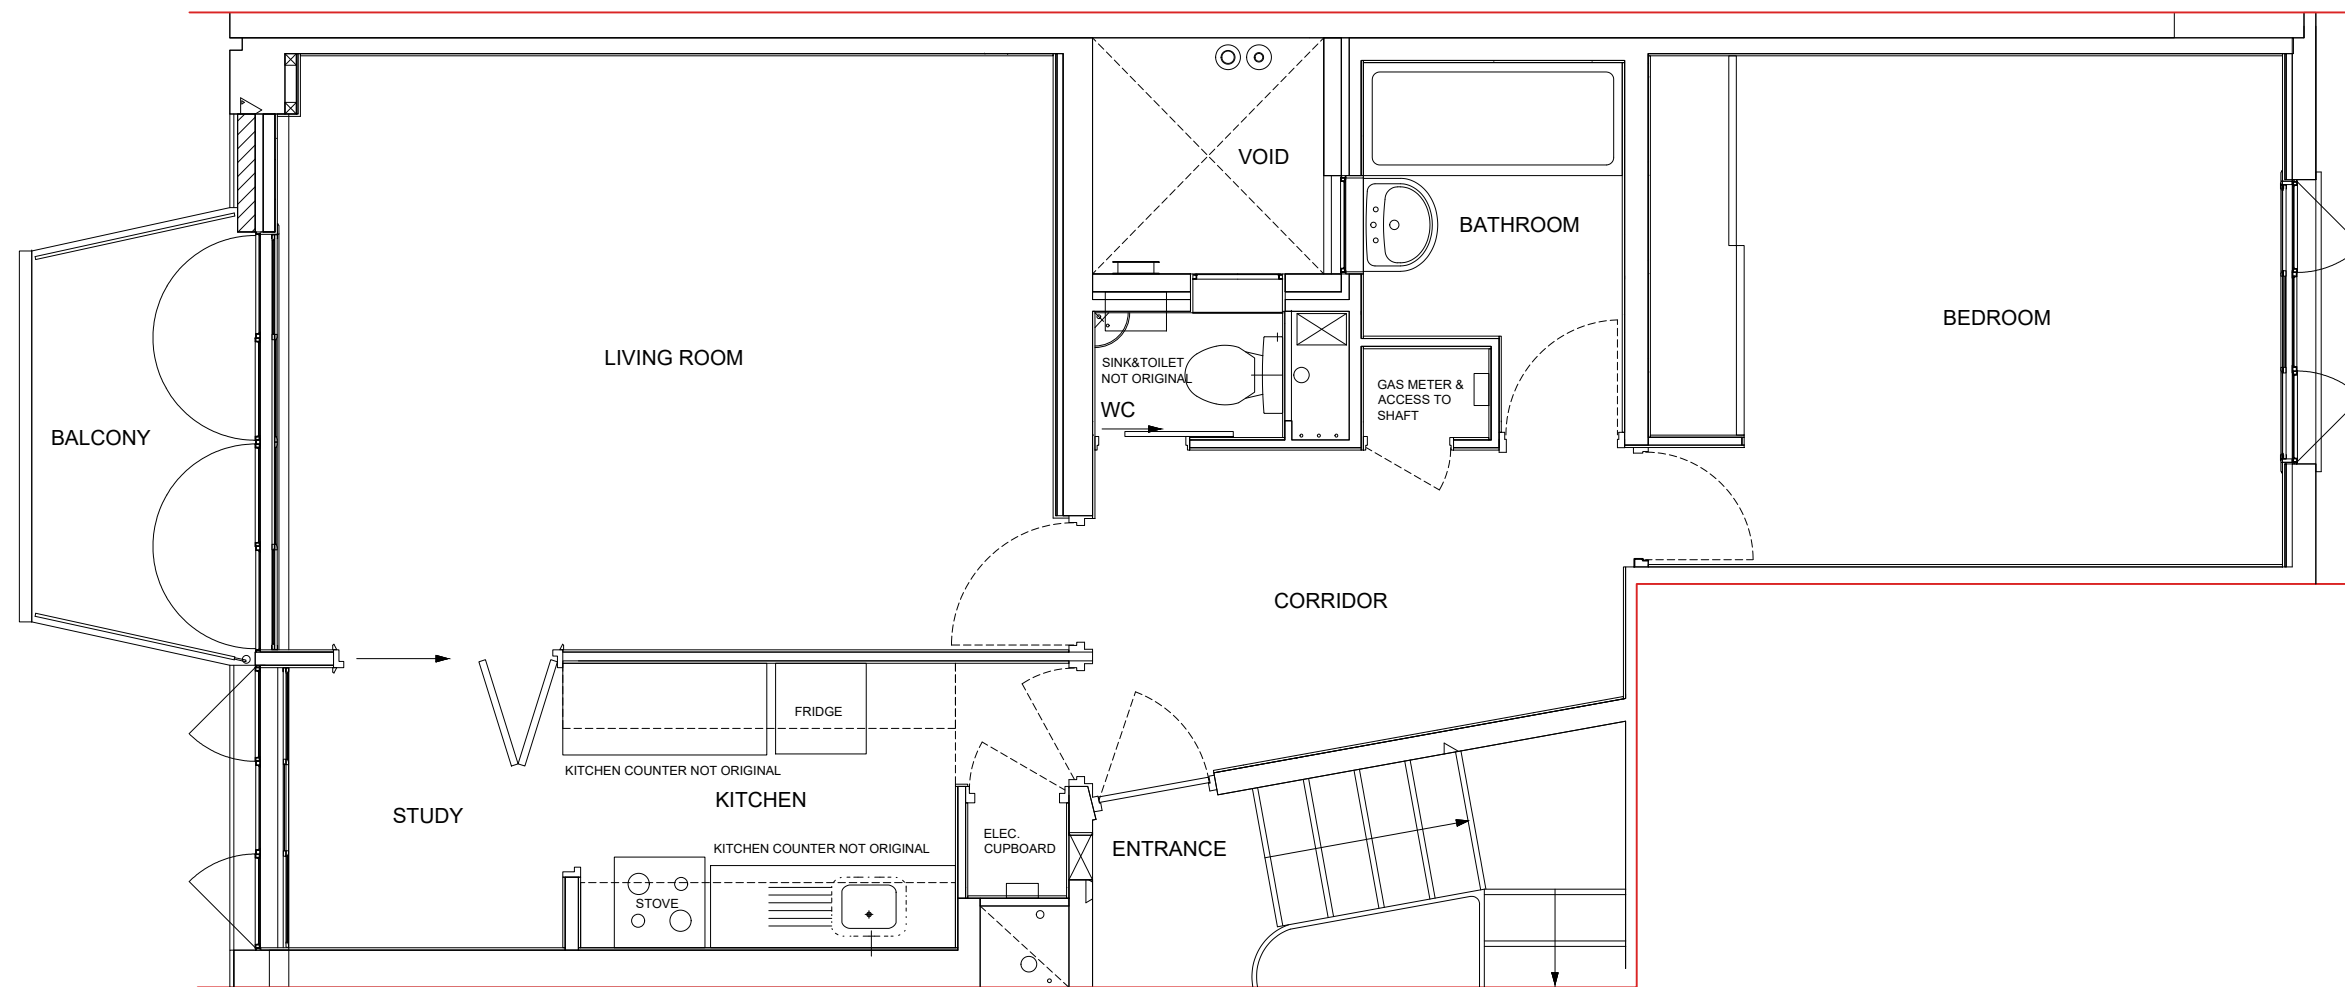 VOID
BATHROOM
BEDROOM
LIVING ROOM
SINK&TOILET
NOT ORIGINAL
WC
GAS METER &
ACCESS TO
SHAFT
BALCONY
CORRIDOR
FRIDGE
KITCHEN COUNTER NOT ORIGINAL
KITCHEN
STUDY
ELEC.
CUPBOARD
KITCHEN COUNTER NOT ORIGINAL
ENTRANCE
STOVE